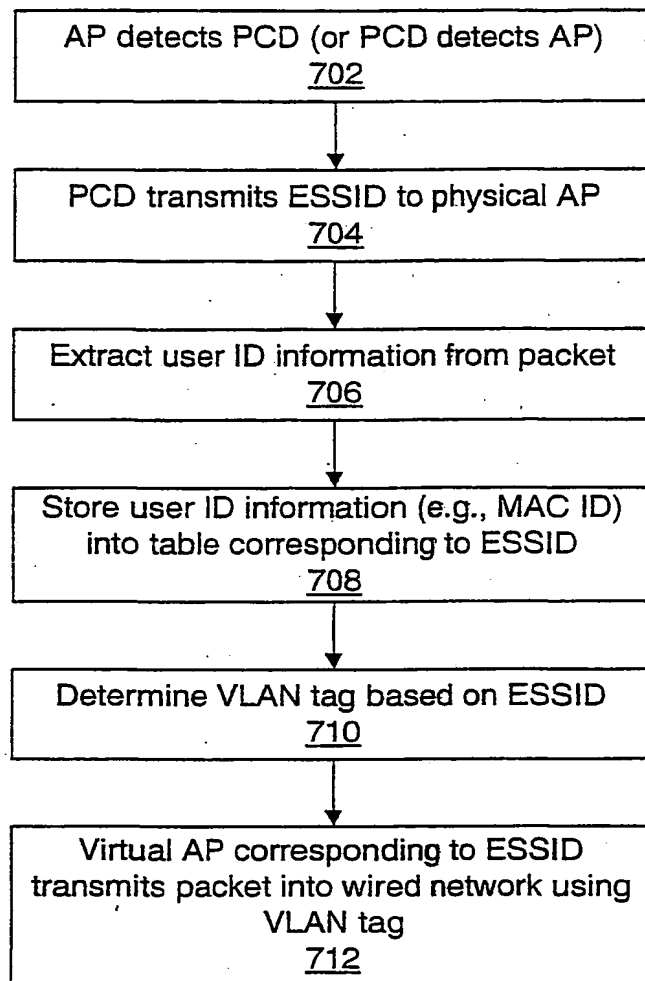 AP detects PCD (or PCD detects AP)
702
PCD transmits ESSID to physical AP
704
Extract user ID information from packet
706
Store user ID information (e.g., MAC ID)
into table corresponding to ESSID
708
Determine VLAN tag based on ESSID
710
Virtual AP corresponding to ESSID
transmits packet into wired network using
VLAN tag
712